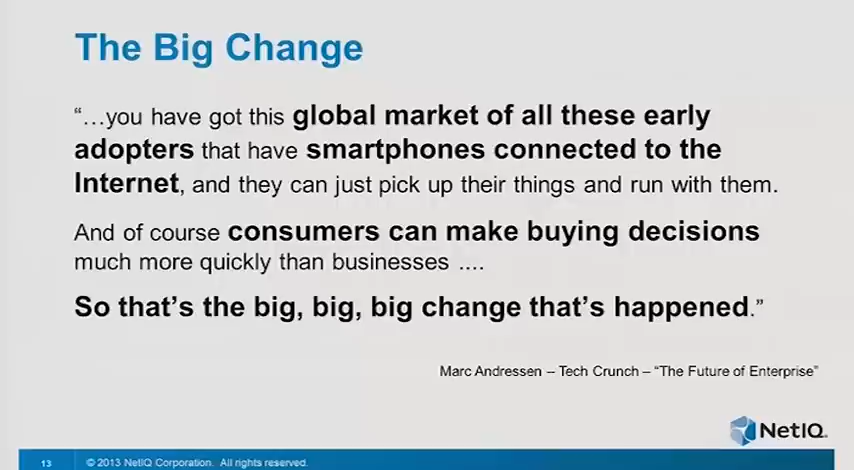 The Big Change
“…you have got this global market of all these early
adopters that have smartphones connected to the
Internet, and they can just pick up their things and run with them.
And of course consumers can make buying decisions
much more quickly than businesses ....
So that’s the big, big, big change that’s happened.”
Marc Andressen – Tech Crunch – “The Future of Enterprise”
NetIQ.
13 © 2013 NetIQ Corporation. All rights reserved.